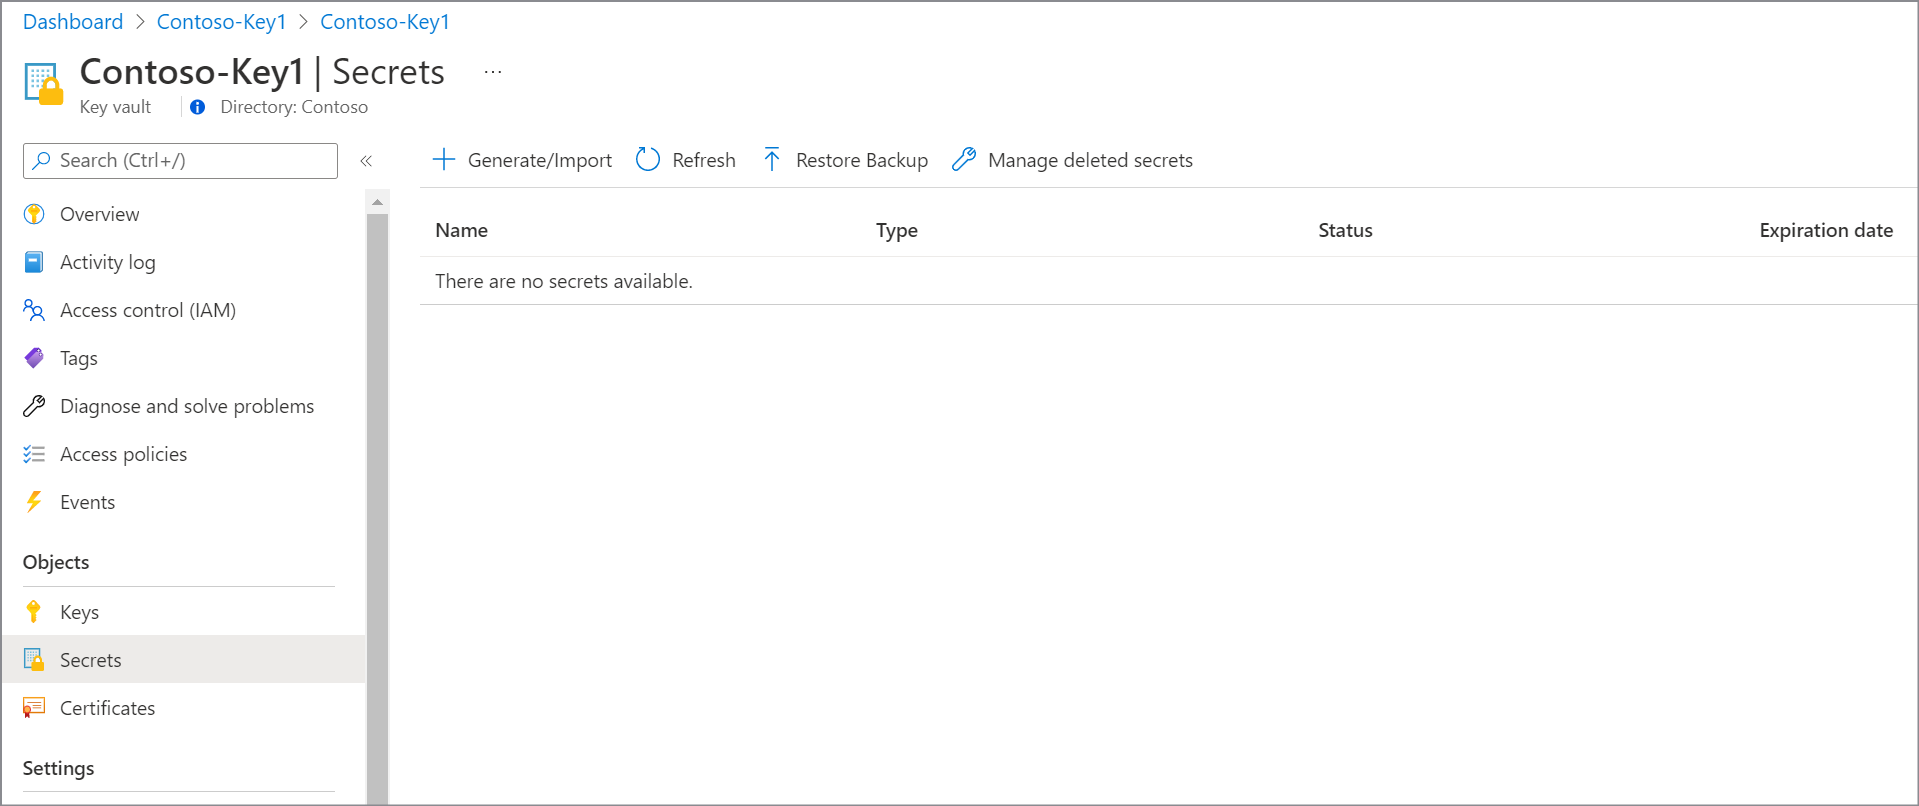 Dashboard > Contoso-Key1 > Contoso-Key1
Contoso-Key1 | Secrets ...
Key vault
Directory: Contoso
Search (Ctrl+/)
«
Generate/Import
Refresh
Restore Backup
Manage deleted secrets
Overview
Activity log
Access control (IAM)
Tags
Diagnose and solve problems
Access policies
Events
Objects
Keys
Secrets
Certificates
Settings
Name Type Status Expiration date
There are no secrets available.